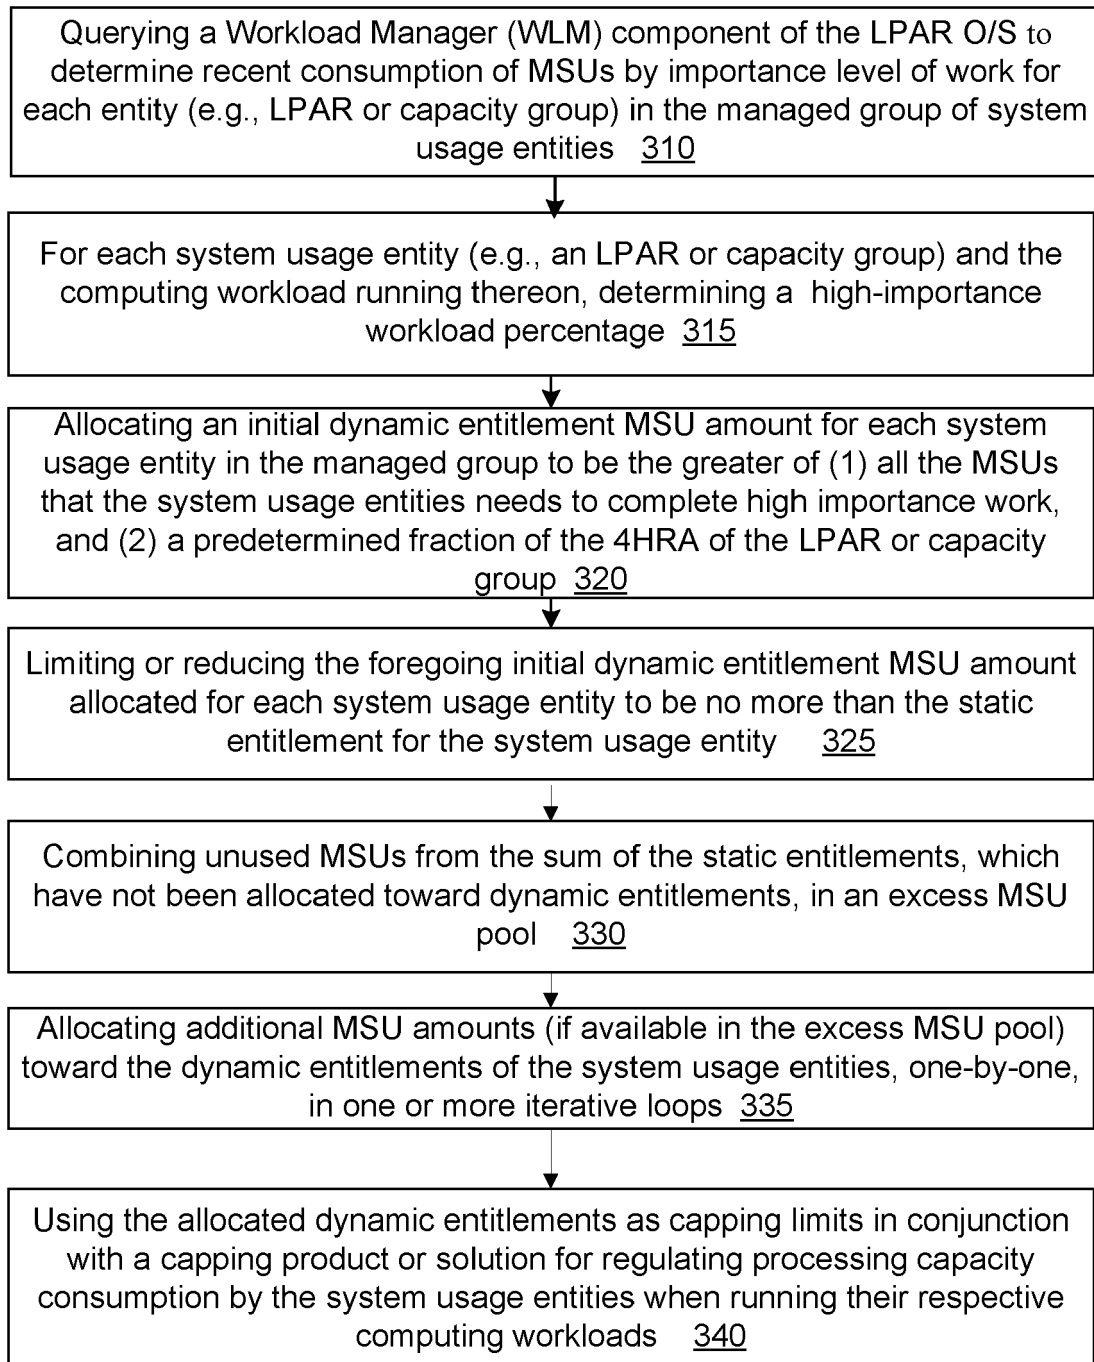 Querying a Workload Manager (WLM) component of the LPAR O/S to
determine recent consumption of MSUs by importance level of work for
each entity (e.g., LPAR or capacity group) in the managed group of system
usage entities 310
For each system usage entity (e.g., an LPAR or capacity group) and the
computing workload running thereon, determining a high-importance
workload percentage 315
Allocating an initial dynamic entitlement MSU amount for each system
usage entity in the managed group to be the greater of (1) all the MSUs
that the system usage entities needs to complete high importance work,
and (2) a predetermined fraction of the 4HRA of the LPAR or capacity
group 320
Limiting or reducing the foregoing initial dynamic entitlement MSU amount
allocated for each system usage entity to be no more than the static
entitlement for the system usage entity 325
Combining unused MSUs from the sum of the static entitlements, which
have not been allocated toward dynamic entitlements, in an excess MSU
pool 330
Allocating additional MSU amounts (if available in the excess MSU pool)
toward the dynamic entitlements of the system usage entities, one-by-one,
in one or more iterative loops 335
Using the allocated dynamic entitlements as capping limits in conjunction
with a capping product or solution for regulating processing capacity
consumption by the system usage entities when running their respective
computing workloads 340